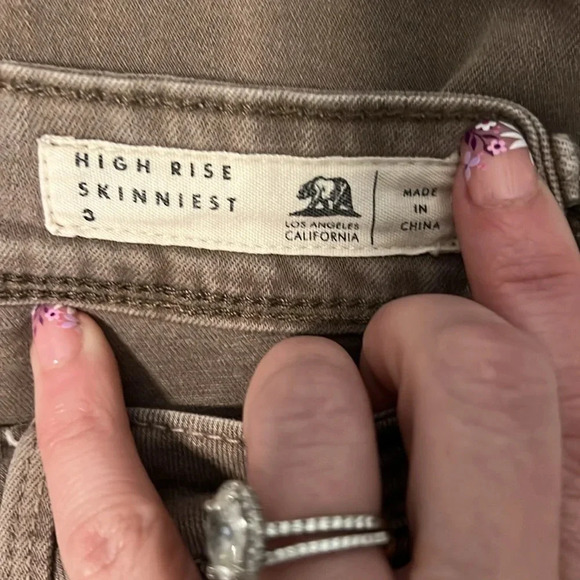 HIGH RISE
SKINNIEST
3
LOS ANGELES
CALIFORNIA
MADE
IN
CHINA